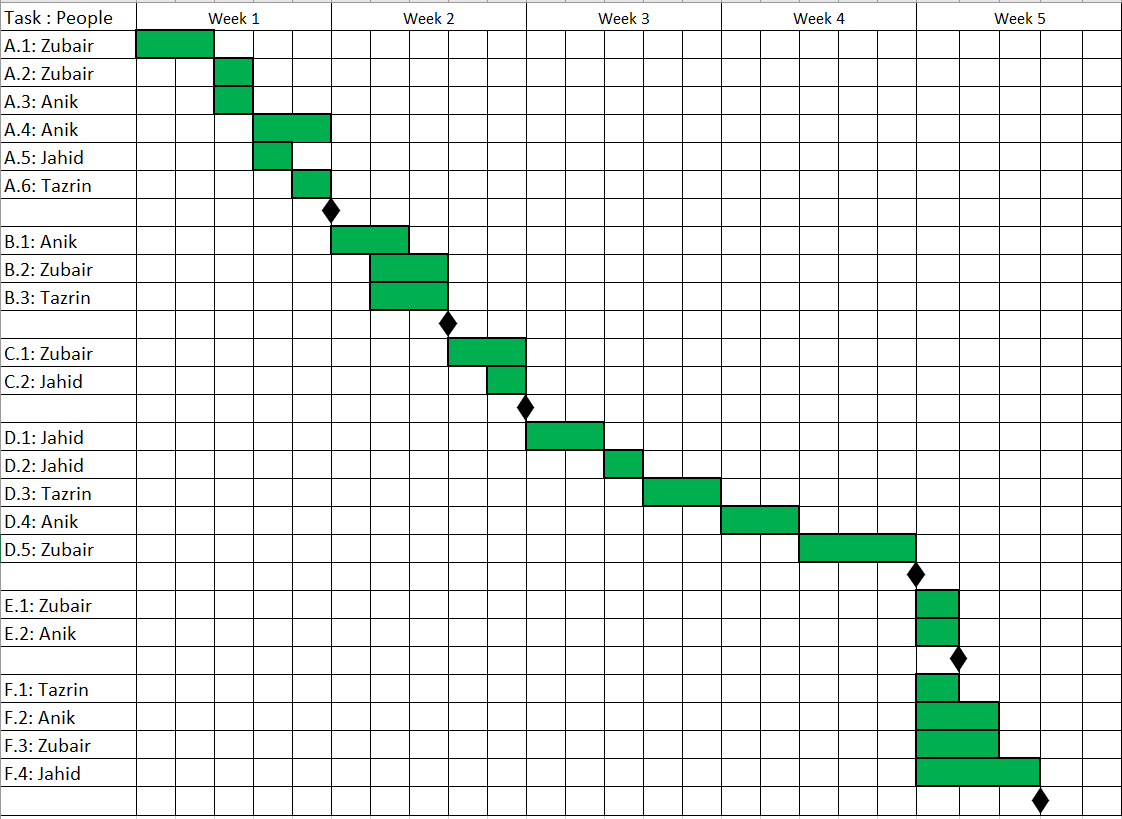 Task : People Week 1 Week 2 Week 3 Week 4 Week 5
A.1: Zubair
A.2: Zubair
A.3: Anik
A.4: Anik
A.5: Jahid
A.6: Tazrin
B.1: Anik
B.2: Zubair
B.3: Tazrin
C.1: Zubair
C.2: Jahid
D.1: Jahid
D.2: Jahid
D.3: Tazrin
D.4: Anik
D.5: Zubair
E.1: Zubair
E.2: Anik
F.1: Tazrin
F.2: Anik
F.3: Zubair
F.4: Jahid